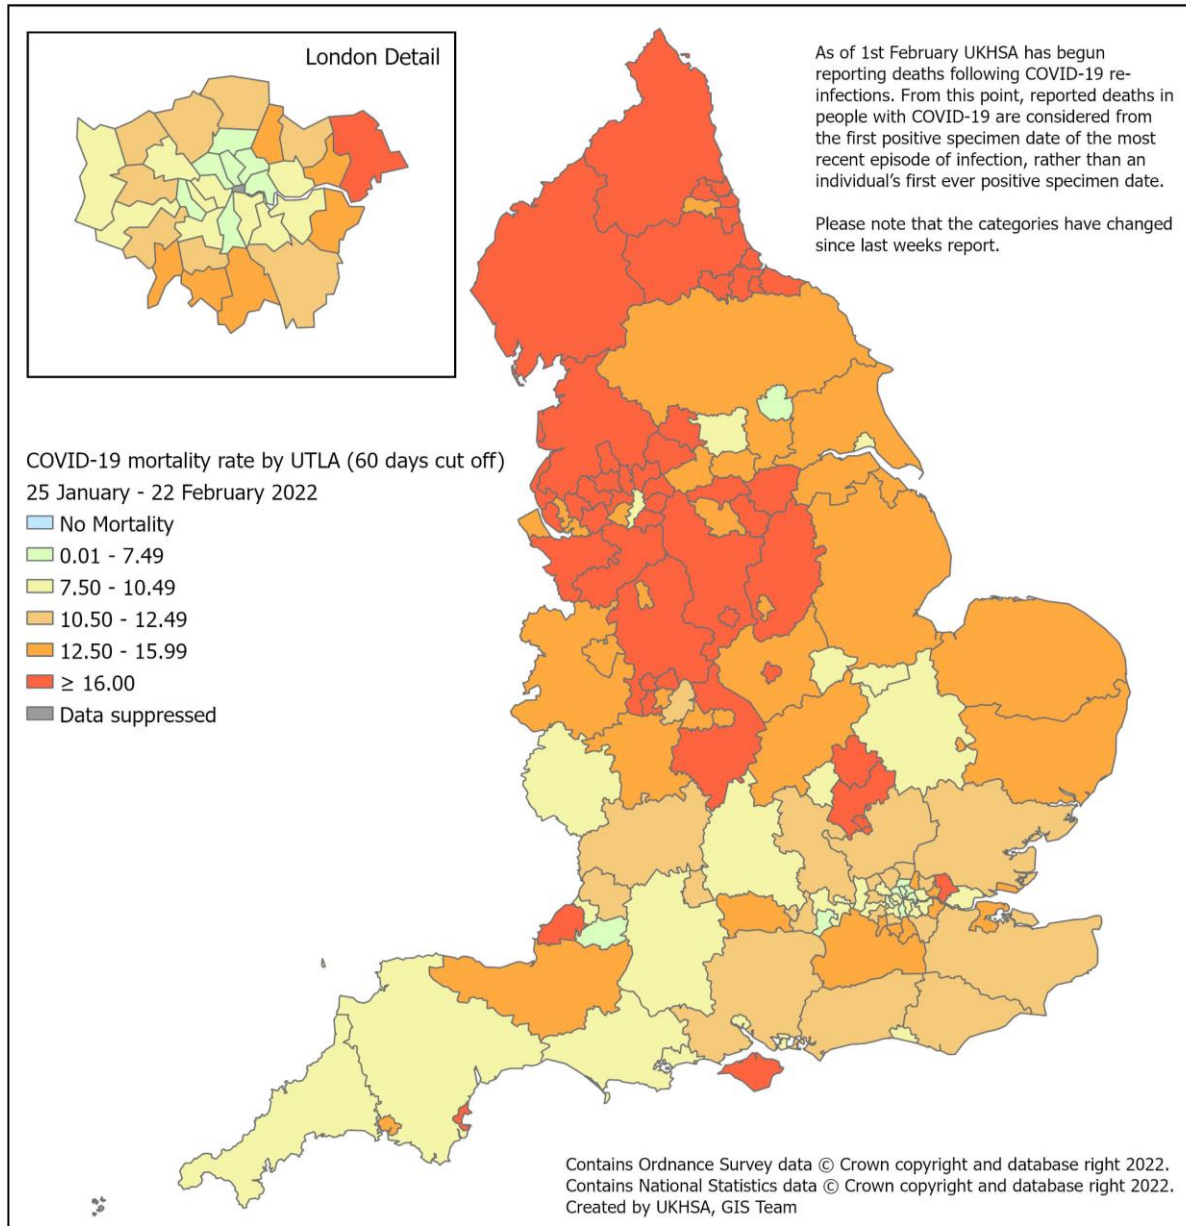 London Detail
As of 1st February UKHSA has begun
reporting deaths following COVID-19 re-
infections. From this point, reported deaths in
people with COVID-19 are considered from
the first positive specimen date of the most
recent episode of infection, rather than an
individual's first ever positive specimen date.
Please note that the categories have changed
since last weeks report.
COVID-19 mortality rate by UTLA (60 days cut off)
25 January - 22 February 2022
No Mortality
0.01 - 7.49
7.50 - 10.49
10.50 - 12.49
12.50 - 15.99
≥ 16.00
Data suppressed
Contains Ordnance Survey data © Crown copyright and database right 2022.
Contains National Statistics data © Crown copyright and database right 2022.
Created by UKHSA, GIS Team